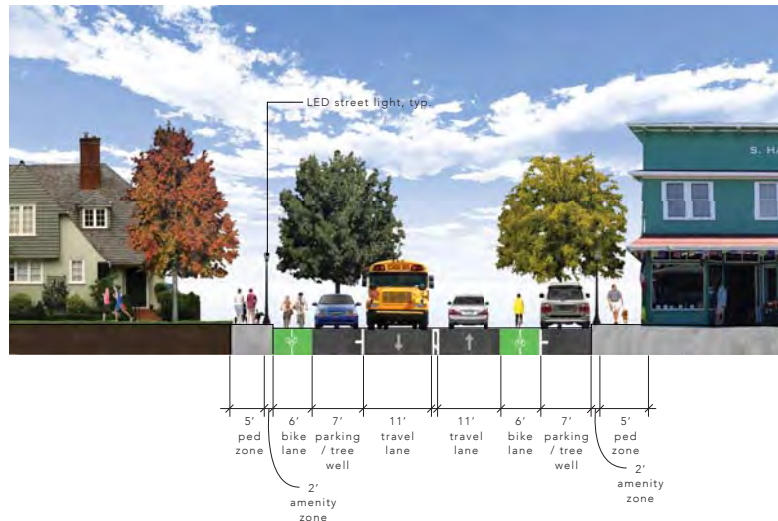 LED street light, typ.
S. HA
5' ped zone
6' bike lane
7' parking / tree well
11' travel lane
11' travel lane
6' bike lane
7' parking / tree well
5' ped zone
2' amenity zone
2' amenity zone